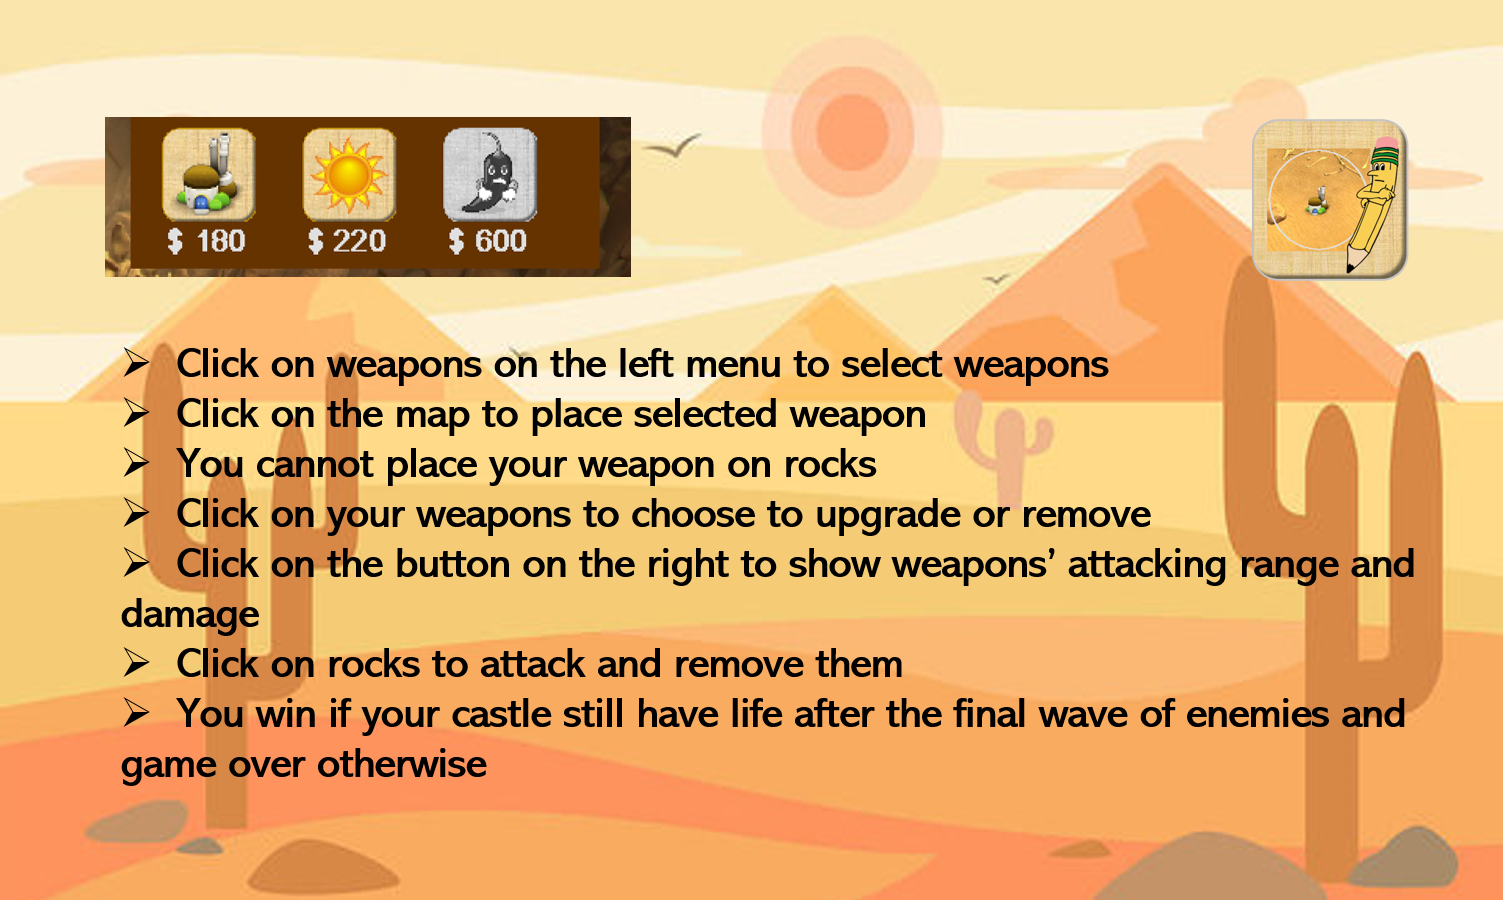 $ 180 $ 220 $ 600
➢ Click on weapons on the left menu to select weapons
➢ Click on the map to place selected weapon
➢ You cannot place your weapon on rocks
➢ Click on your weapons to choose to upgrade or remove
➢ Click on the button on the right to show weapons’ attacking range and
damage
➢ Click on rocks to attack and remove them
➢ You win if your castle still have life after the final wave of enemies and
game over otherwise